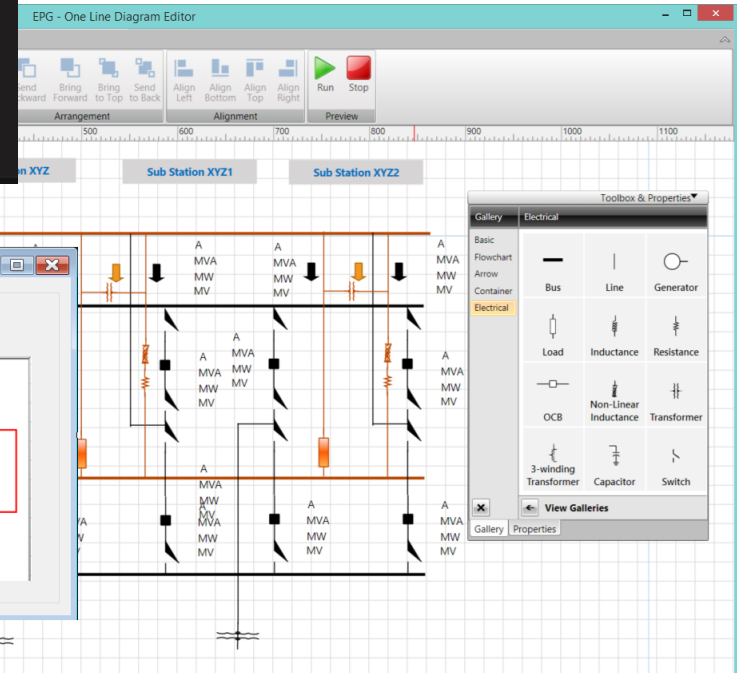 EPG - One Line Diagram Editor
Send
Backward
Bring
Forward
Bring
to Top
Send
to Back
Align
Left
Align
Bottom
Align
Top
Align
Right
Run
Stop
Arrangement
Alignment
Preview
500
600
700
800
900
1000
1100
XYZ
Sub Station XYZ1
Sub Station XYZ2
A
MVA
MW
MV
A
MVA
MW
MV
A
MVA
MW
MV
A
MVA
MW
MV
A
MVA
MW
MV
A
MVA
MW
MV
A
MVA
MW
MV
A
MVA
MW
MV
A
MVA
MW
MV
A
MVA
MW
MV
Toolbox & Properties
Gallery
Electrical
Basic
Flowchart
Arrow
Container
Electrical
Bus
Line
Generator
Load
Inductance
Resistance
OCB
Non-Linear
Inductance
Transformer
3-winding
Transformer
Capacitor
Switch
View Galleries
Gallery
Properties